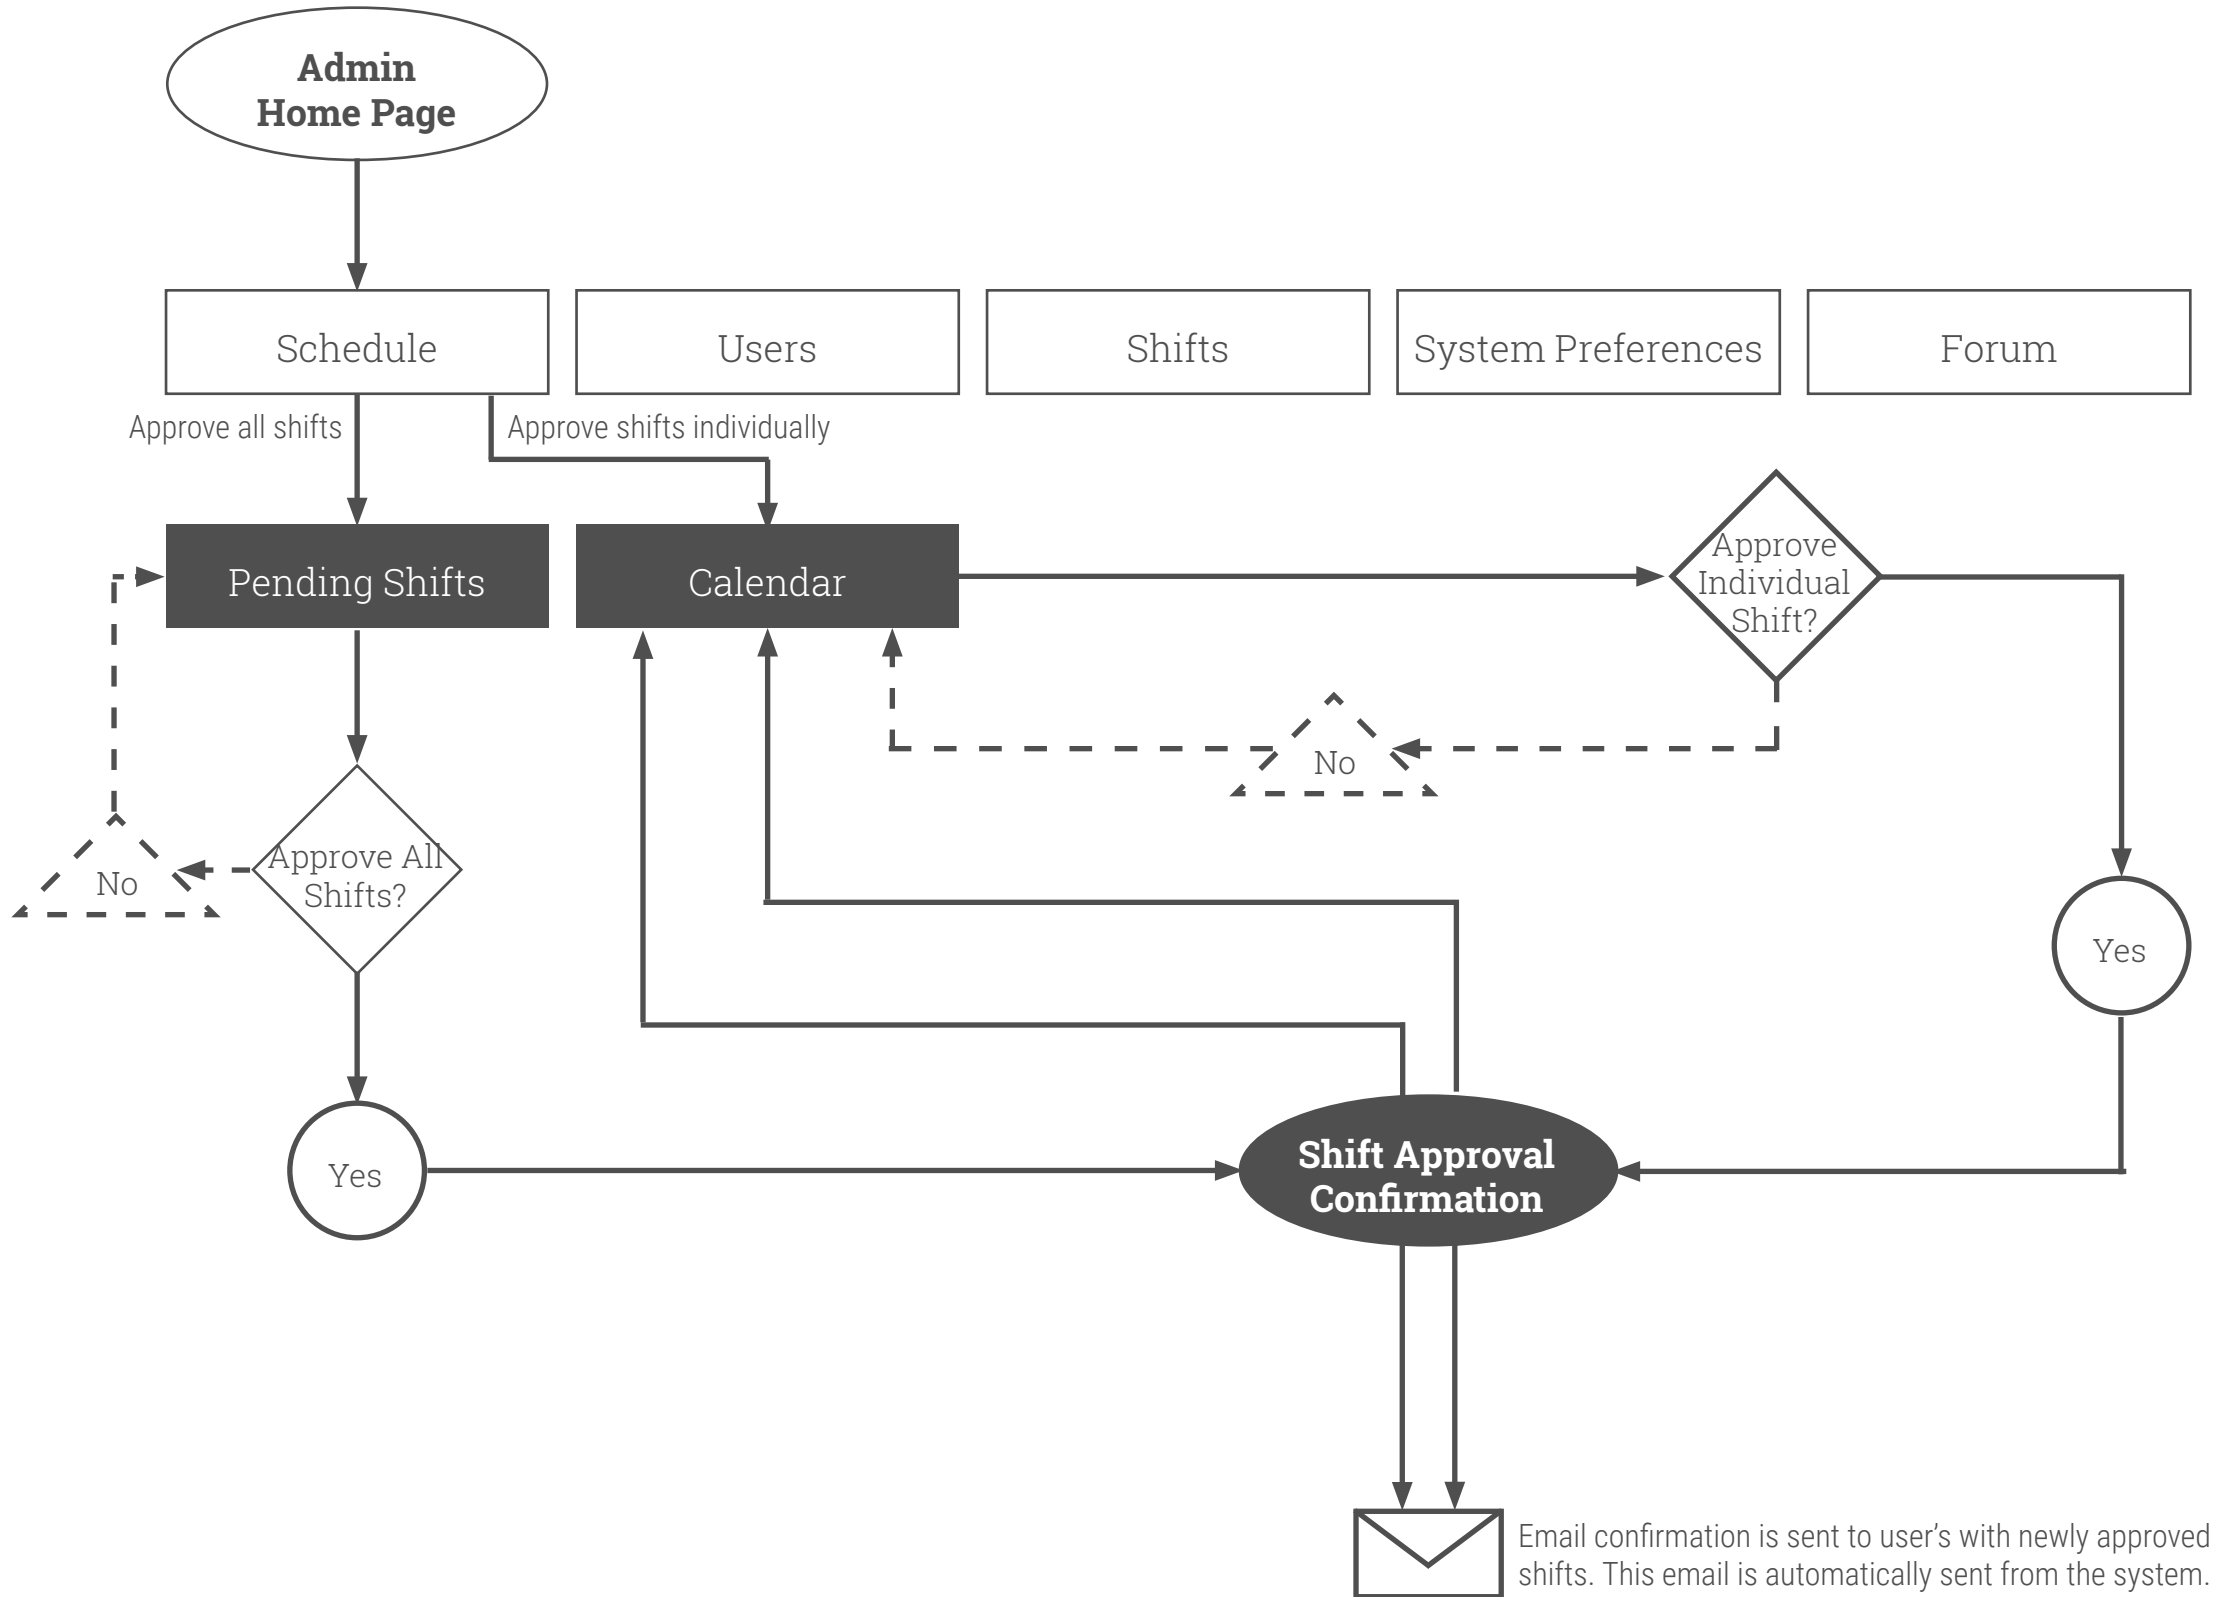 Admin
Home Page
Schedule
Users
Shifts
System Preferences
Forum
Approve all shifts
Approve shifts individually
Pending Shifts
Calendar
Approve
Individual
Shift?
No
Approve All
Shifts?
No
Yes
Yes
Shift Approval
Confirmation
Email confirmation is sent to user’s with newly approved
shifts. This email is automatically sent from the system.